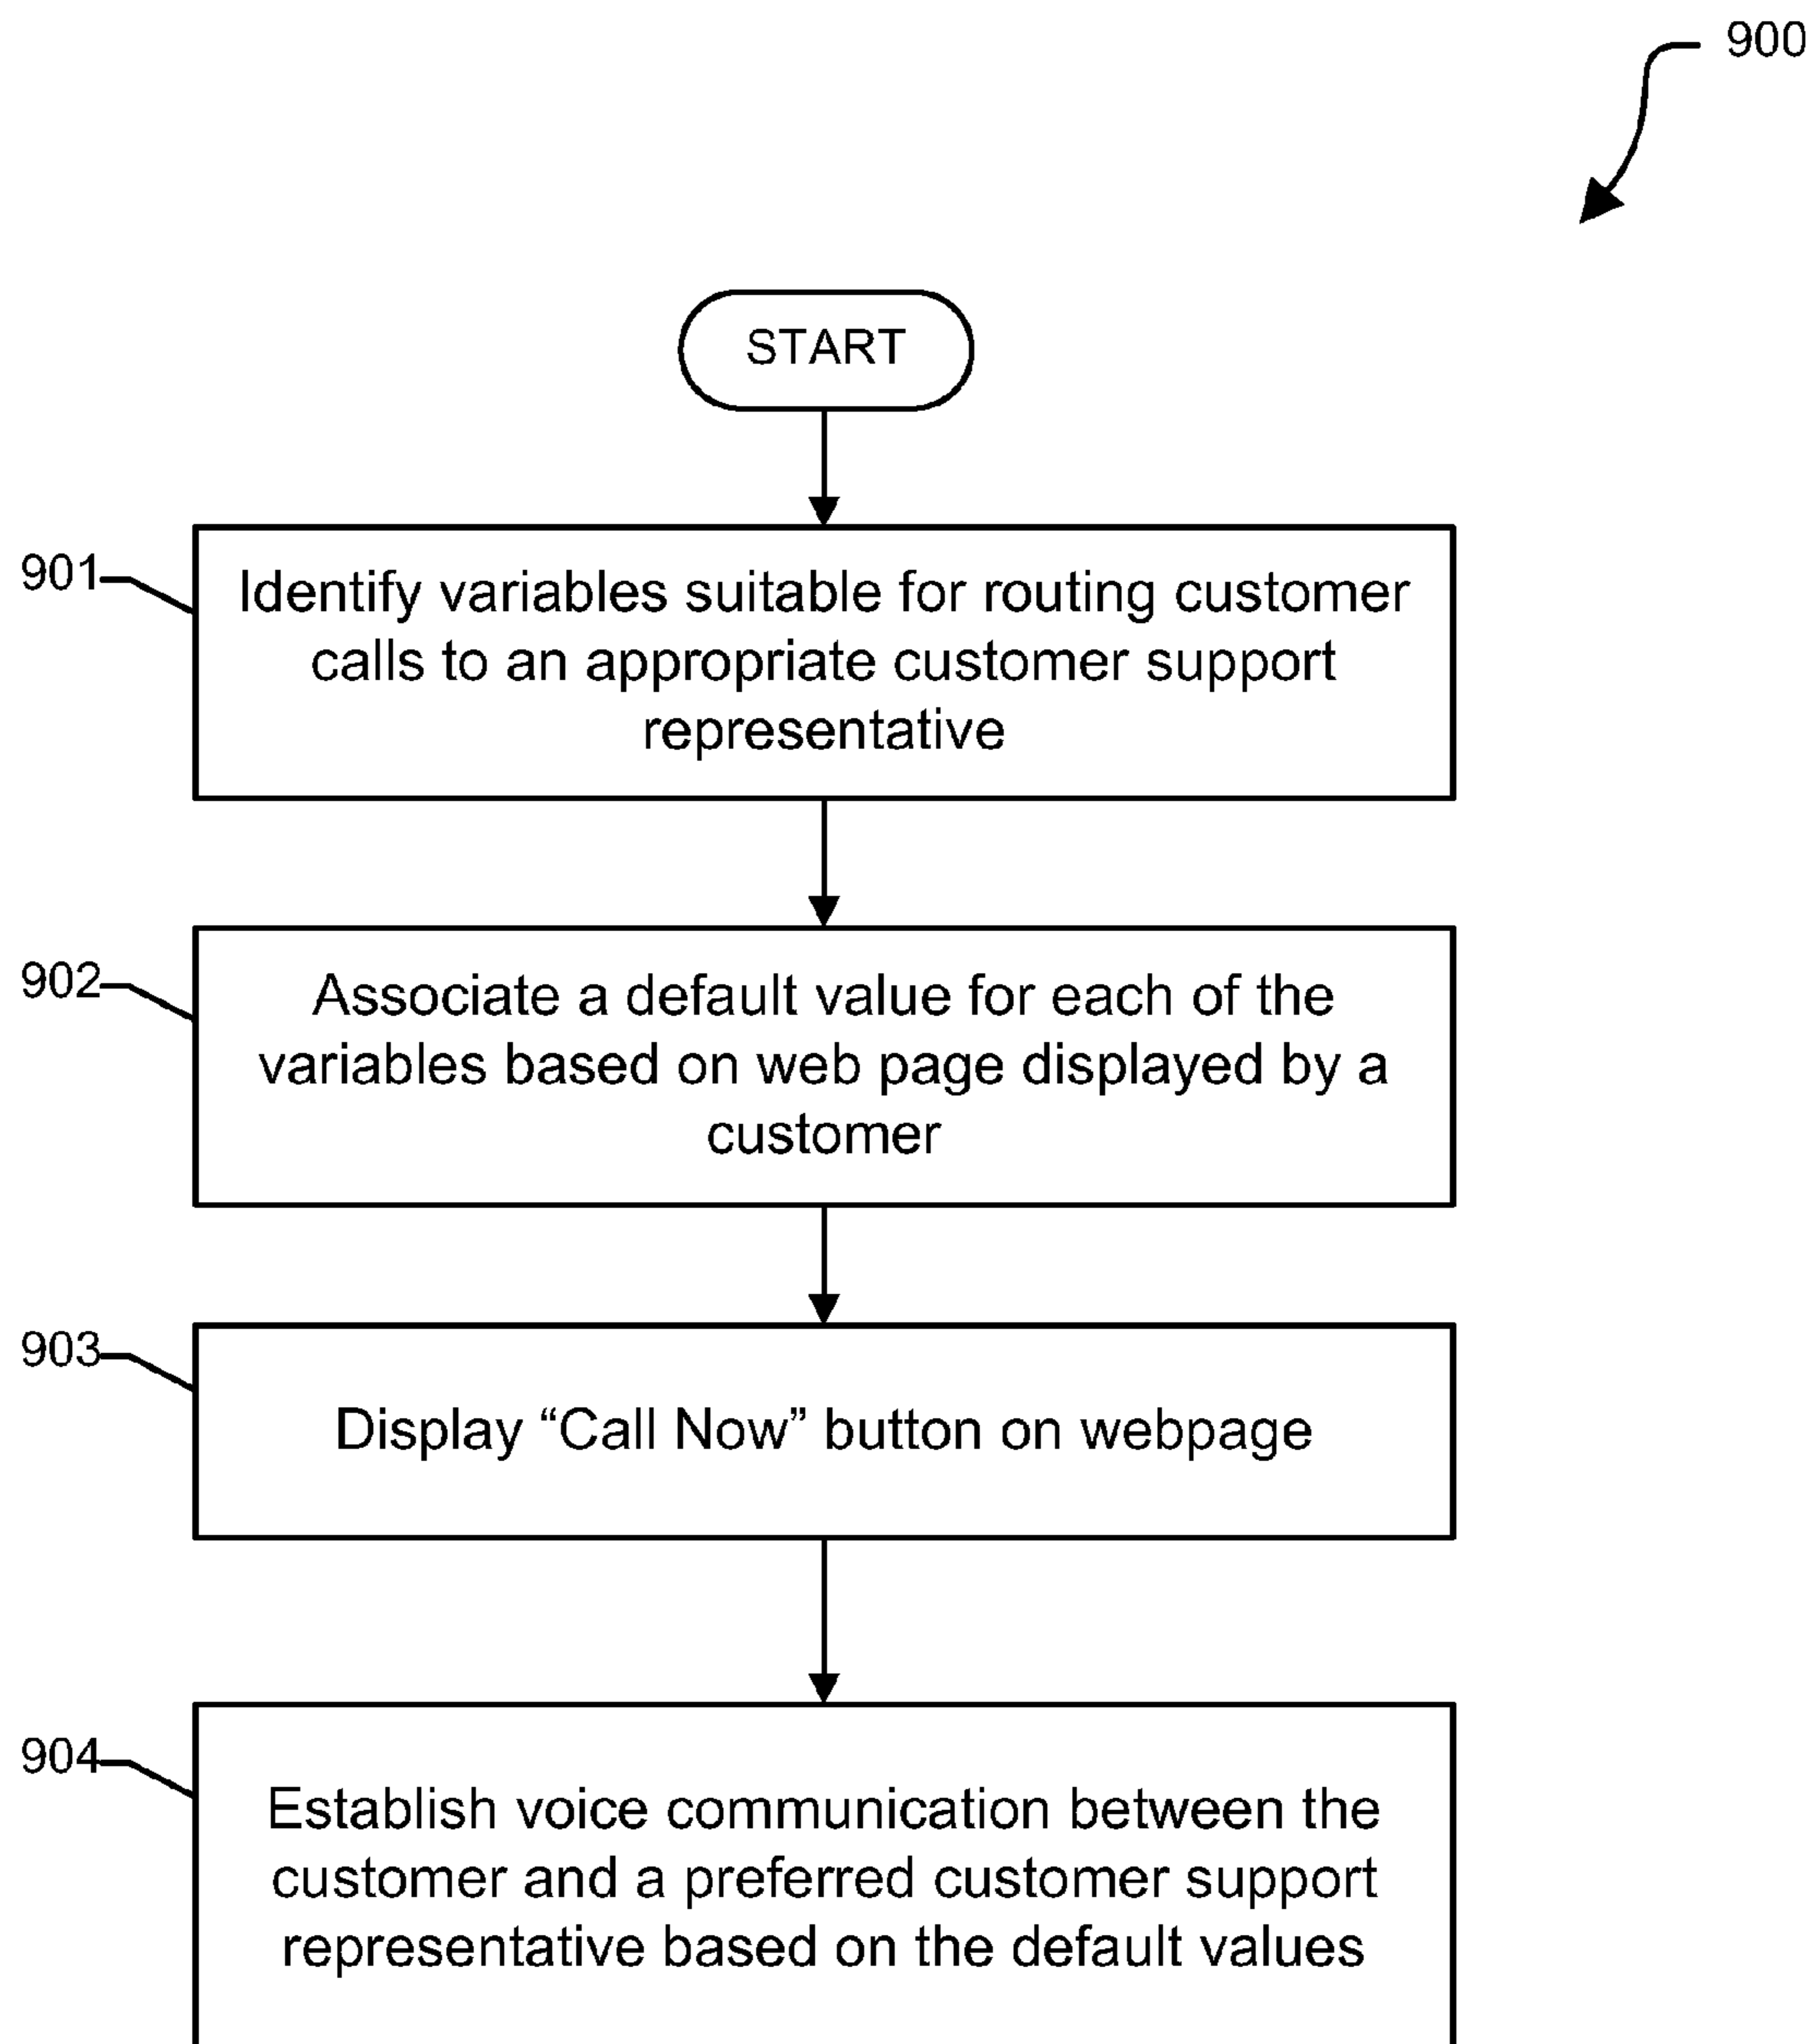 900
START
901
Identify variables suitable for routing customer
calls to an appropriate customer support
representative
902
Associate a default value for each of the
variables based on web page displayed by a
customer
903
Display “Call Now” button on webpage
904
Establish voice communication between the
customer and a preferred customer support
representative based on the default values